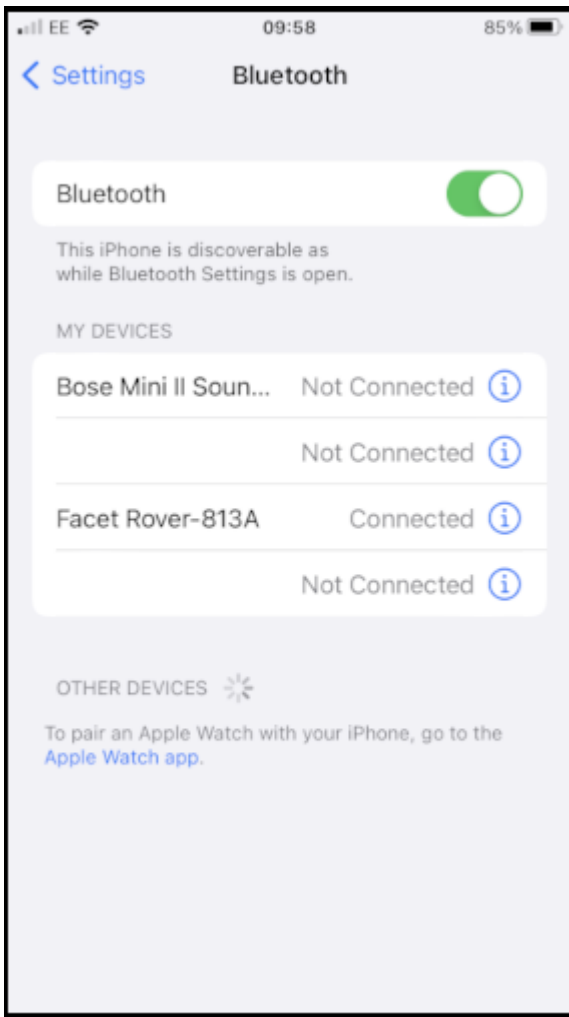 EE 09:58 85%
Settings Bluetooth
Bluetooth
This iPhone is discoverable as
while Bluetooth Settings is open.
MY DEVICES
Bose Mini II Soun... Not Connected
Not Connected
Facet Rover-813A Connected
Not Connected
OTHER DEVICES
To pair an Apple Watch with your iPhone, go to the
Apple Watch app.